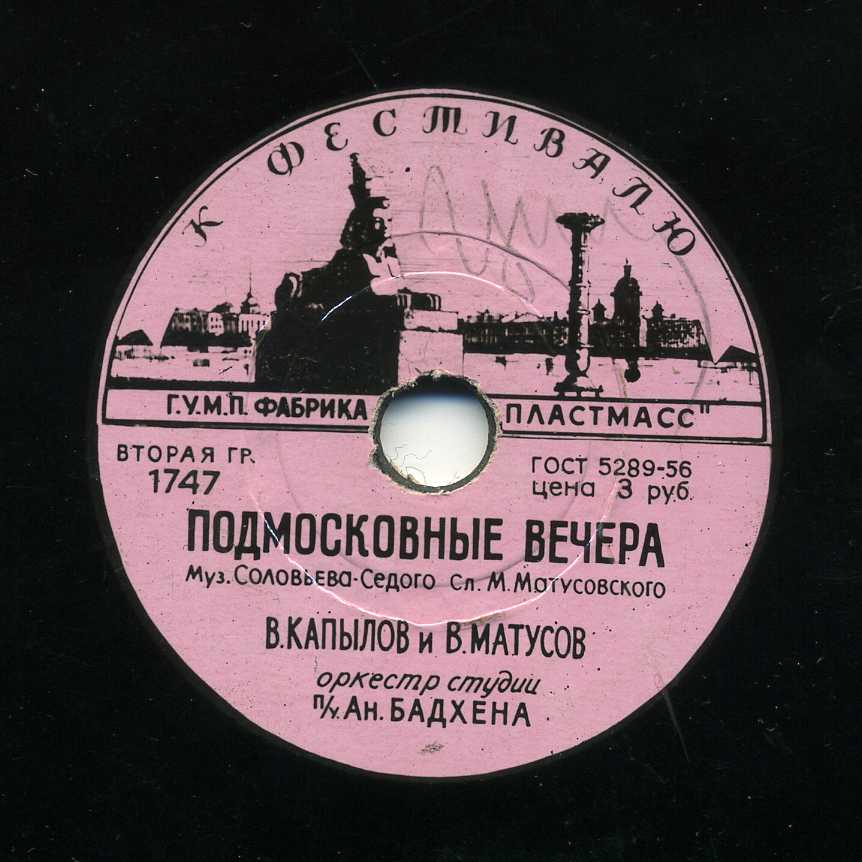 К ФЕСТИВАЛЮ
Г.У.М.П. ФАБРИКА ПЛАСТМАСС"
ВТОРАЯ ГР.
1747
ГОСТ 5289-56
цена 3 руб.
ПОДМОСКОВНЫЕ ВЕЧЕРА
Муз. Соловьева-Седого Сл. М. Матусовского
В. КАПЫЛОВ и В. МАТУСОВ
оркестр студии
п/у. Ан. БАДХЕНА